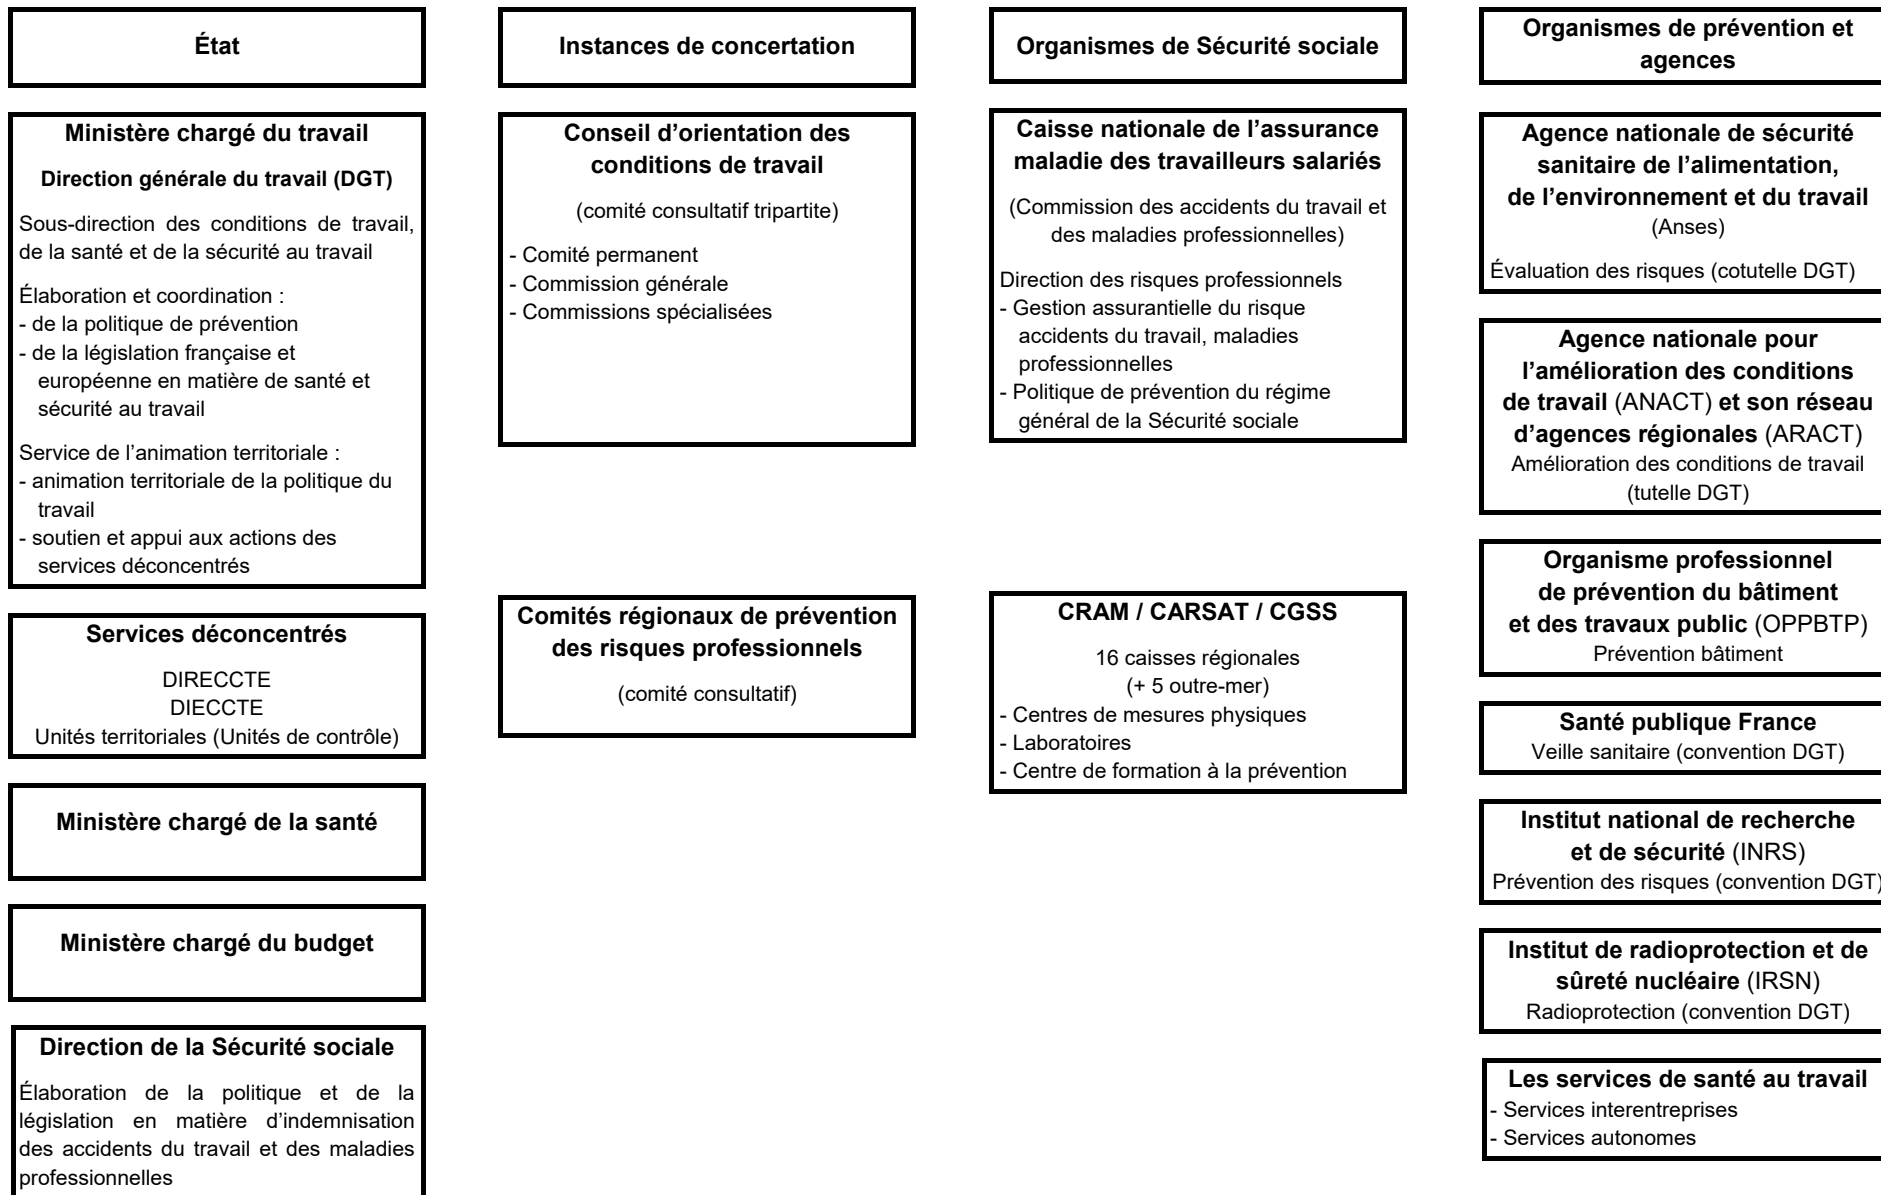 État
Ministère chargé du travail
Direction générale du travail (DGT)
Sous-direction des conditions de travail,
de la santé et de la sécurité au travail
Élaboration et coordination :
- de la politique de prévention
- de la législation française et
européenne en matière de santé et
sécurité au travail
Service de l’animation territoriale :
- animation territoriale de la politique du
travail
- soutien et appui aux actions des
services déconcentrés
Services déconcentrés
DIRECCTE
DIECCTE
Unités territoriales (Unités de contrôle)
Ministère chargé de la santé
Ministère chargé du budget
Direction de la Sécurité sociale
Élaboration de la politique et de la
législation en matière d’indemnisation
des accidents du travail et des maladies
professionnelles
Instances de concertation
Conseil d’orientation des
conditions de travail
(comité consultatif tripartite)
- Comité permanent
- Commission générale
- Commissions spécialisées
Comités régionaux de prévention
des risques professionnels
(comité consultatif)
Organismes de Sécurité sociale
Caisse nationale de l’assurance
maladie des travailleurs salariés
(Commission des accidents du travail et
des maladies professionnelles)
Direction des risques professionnels
- Gestion assurantielle du risque
accidents du travail, maladies
professionnelles
- Politique de prévention du régime
général de la Sécurité sociale
CRAM / CARSAT / CGSS
16 caisses régionales
(+ 5 outre-mer)
- Centres de mesures physiques
- Laboratoires
- Centre de formation à la prévention
Organismes de prévention et
agences
Agence nationale de sécurité
sanitaire de l’alimentation,
de l’environnement et du travail
(Anses)
Évaluation des risques (cotutelle DGT)
Agence nationale pour
l’amélioration des conditions
de travail (ANACT) et son réseau
d’agences régionales (ARACT)
Amélioration des conditions de travail
(tutelle DGT)
Organisme professionnel
de prévention du bâtiment
et des travaux public (OPPBTP)
Prévention bâtiment
Santé publique France
Veille sanitaire (convention DGT)
Institut national de recherche
et de sécurité (INRS)
Prévention des risques (convention DGT)
Institut de radioprotection et de
sûreté nucléaire (IRSN)
Radioprotection (convention DGT)
Les services de santé au travail
- Services interentreprises
- Services autonomes